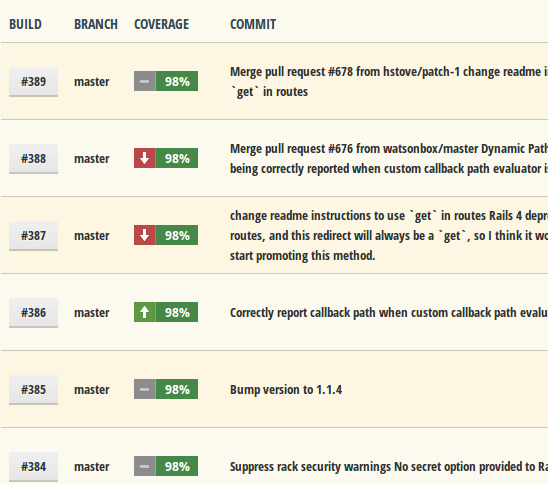 BUILD BRANCH COVERAGE COMMIT
#389 master 98% Merge pull request #678 from hstove/patch-1 change readme
`get` in routes
#388 master 98% Merge pull request #676 from watsonbox/master Dynamic Path
being correctly reported when custom callback path evaluator
#387 master 98% change readme instructions to use `get` in routes Rails 4
routes, and this redirect will always be a `get`, so I think it
start promoting this method.
#386 master 98% Correctly report callback path when custom callback path
#385 master 98% Bump version to 1.1.4
#384 master 98% Suppress rack security warnings No secret option provided to